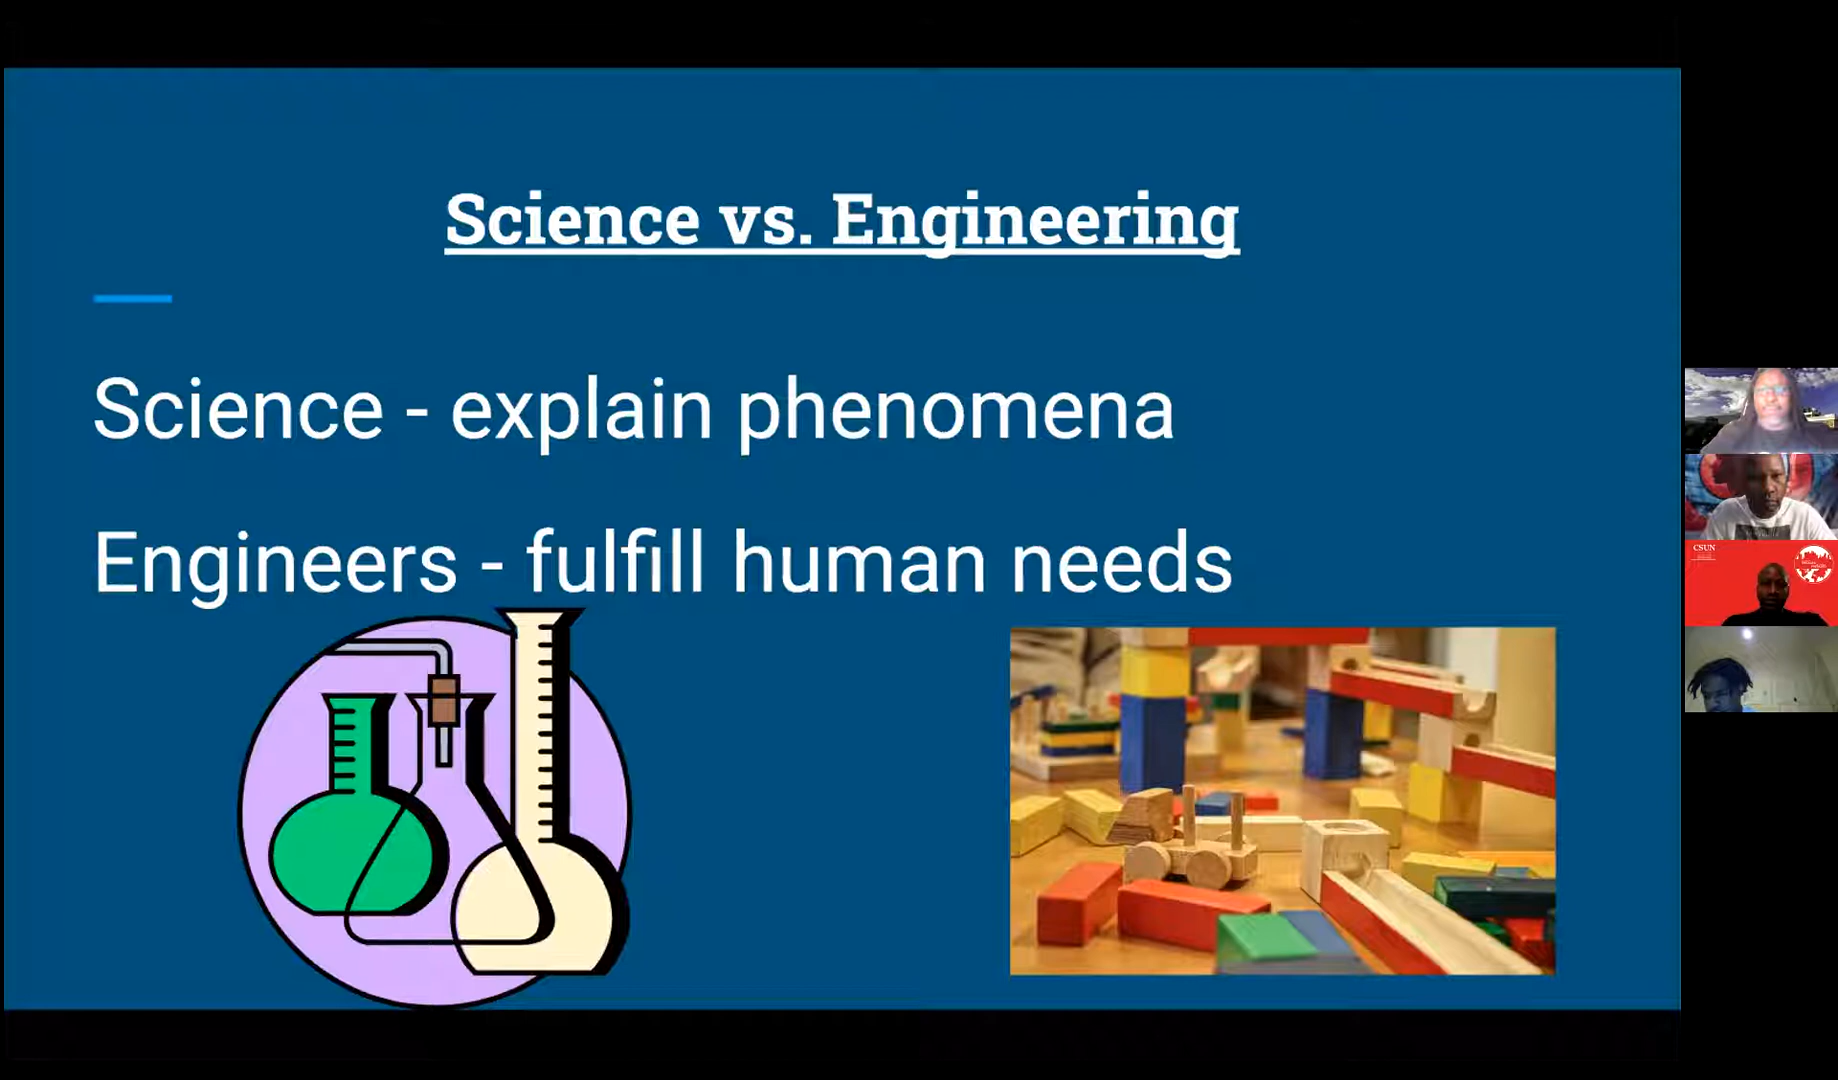 Science vs. Engineering
Science - explain phenomena
Engineers - fulfill human needs
CSUN